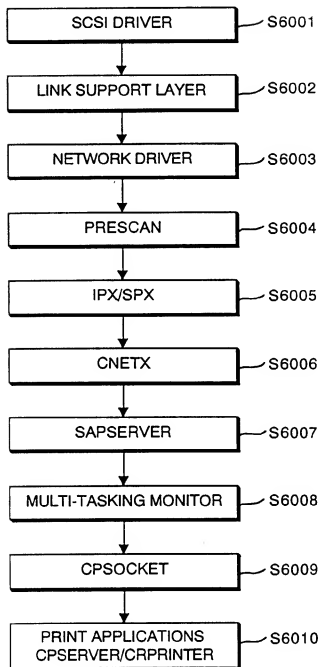 SCSI DRIVER S6001
LINK SUPPORT LAYER S6002
NETWORK DRIVER S6003
PRESCAN S6004
IPX/SPX S6005
CNETX S6006
SAPSERVER S6007
MULTI-TASKING MONITOR S6008
CPSOCKET S6009
PRINT APPLICATIONS S6010
CPSERVER/CRPRINTER